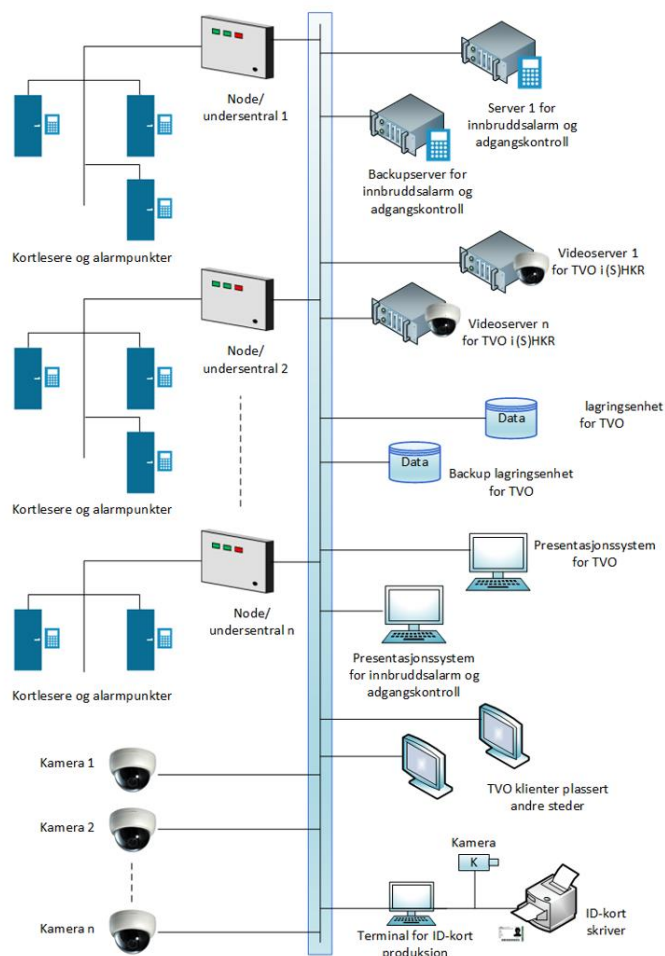 Node/
undersentral 1
Server 1 for
innbruddsalarm og
adgangskontroll
Backupserver for
innbruddsalarm og
adgangskontroll
Kortlesere og alarmpunkter
Videoserver 1
for TVO i (S)HKR
Node/
undersentral 2
Videoserver n
for TVO i (S)HKR
Data
lagringsenhet
for TVO
Data
Backup lagringsenhet
for TVO
Kortlesere og alarmpunkter
Presentasjonssystem
for TVO
Node/
undersentral n
Presentasjonssystem
for innbruddsalarm og
adgangskontroll
Kortlesere og alarmpunkter
Kamera 1
TVO klienter plassert
andre steder
Kamera 2
Kamera
K
Kamera n
Terminal for ID-kort
produksjon
ID-kort
skriver